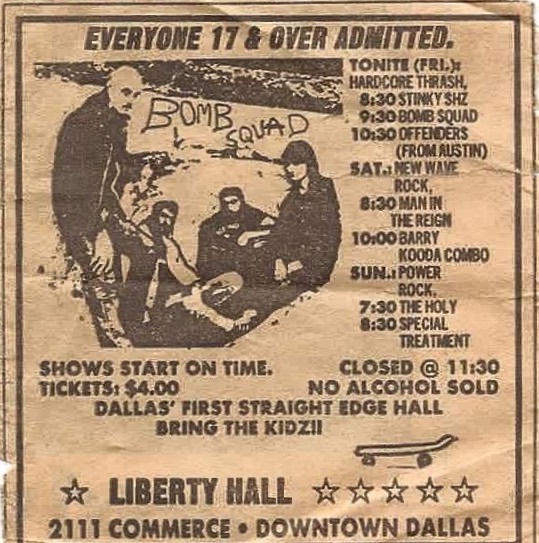 EVERYONE 17 & OVER ADMITTED.
BOMB
SQUAD
TONITE (FRI.):
HARDCORE THRASH,
8:30 STINKY $HZ
9:30 BOMB SQUAD
10:30 OFFENDERS
(FROM AUSTIN)
SAT.: NEW WAVE
ROCK,
8:30 MAN IN
THE REIGN
10:00 BARRY
KOODA COMBO
SUN.: POWER
ROCK,
7:30 THE HOLY
8:30 SPECIAL
TREATMENT
SHOWS START ON TIME.
CLOSED @ 11:30
TICKETS: $4.00
NO ALCOHOL SOLD
DALLAS' FIRST STRAIGHT EDGE HALL
BRING THE KIDZ!!
☆ LIBERTY HALL ☆☆☆☆☆
2111 COMMERCE • DOWNTOWN DALLAS